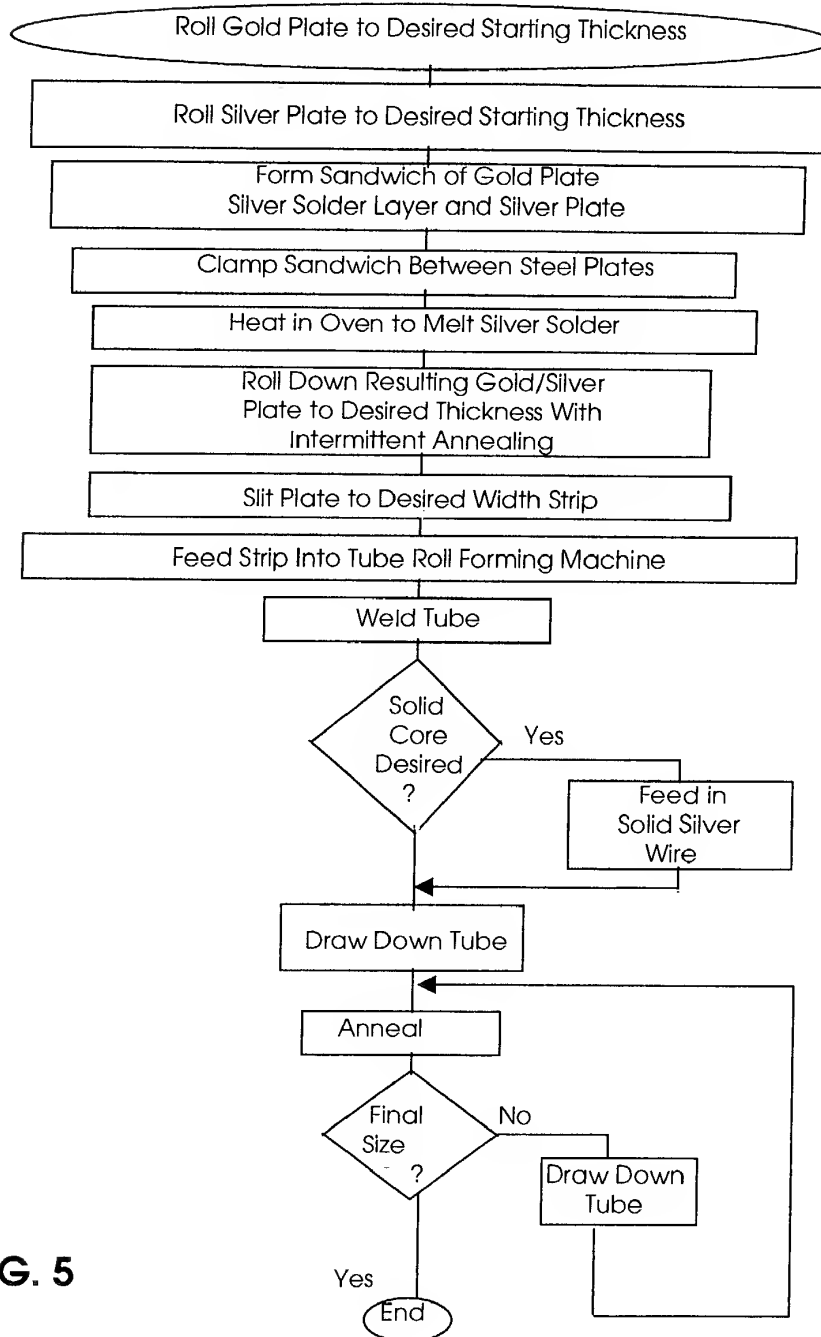 Roll Gold Plate to Desired Starting Thickness
Roll Silver Plate to Desired Starting Thickness
Form Sandwich of Gold Plate
Silver Solder Layer and Silver Plate
Clamp Sandwich Between Steel Plates
Heat in Oven to Melt Silver Solder
Roll Down Resulting Gold/Silver
Plate to Desired Thickness With
Intermittent Annealing
Slit Plate to Desired Width Strip
Feed Strip Into Tube Roll Forming Machine
Weld Tube
Solid
Core
Desired
?
Yes
Feed in
Solid Silver
Wire
Draw Down Tube
Anneal
Final
Size
?
No
Draw Down
Tube
Yes
End
G. 5